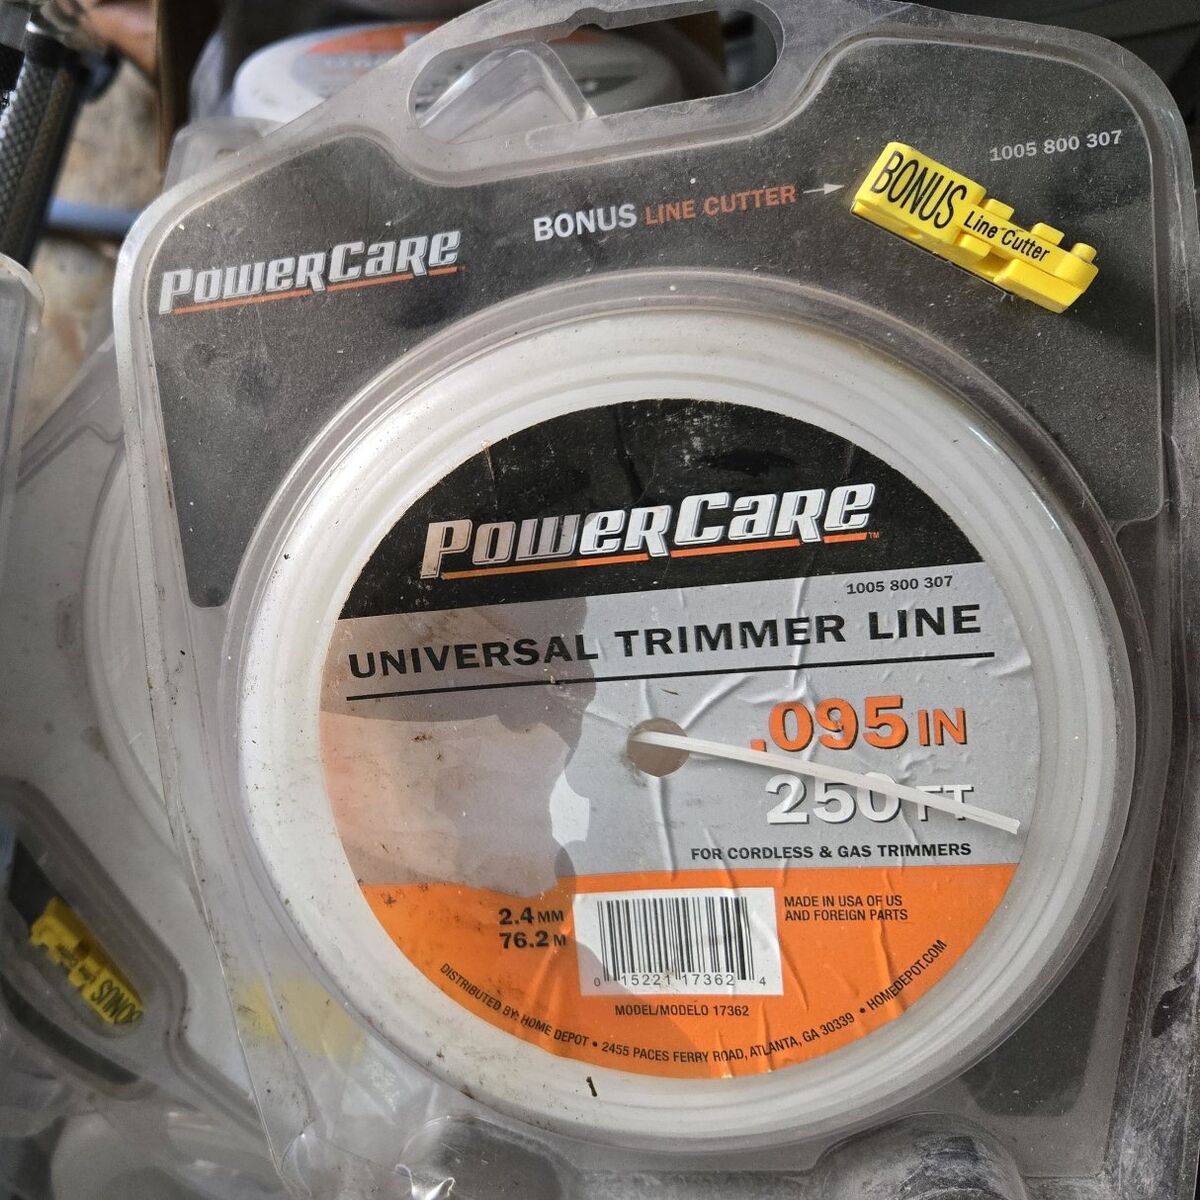 1005 800 307
BONUS LINE CUTTER
BONUS Line Cutter
POWERCARE
POWERCARE™
1005 800 307
UNIVERSAL TRIMMER LINE
.095 IN
250 FT
FOR CORDLESS & GAS TRIMMERS
2.4 MM
76.2 M
MADE IN USA OF US
AND FOREIGN PARTS
0 15221 17362 4
MODEL/MODELO 17362
DISTRIBUTED BY: HOME DEPOT • 2455 PACES FERRY ROAD, ATLANTA, GA 30339 • HOMEDEPOT.COM
BONUS Line Cutter